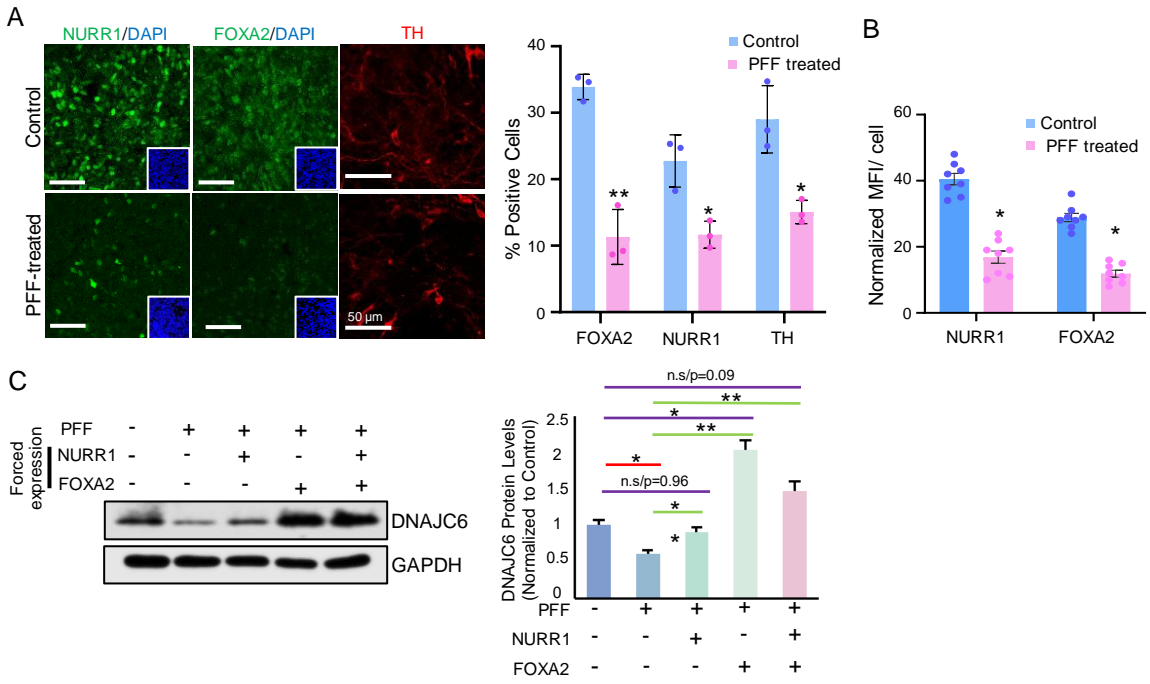 A
NURR1/DAPI
FOXA2/DAPI
TH
Control
PFF-treated
50 µm
% Positive Cells
40
30
20
10
0
Control
PFF treated
**
*
*
FOXA2
NURR1
TH
B
Normalized MFI/ cell
60
40
20
0
Control
PFF treated
*
*
NURR1
FOXA2
C
Forced expression
PFF - + + + +
NURR1 - - + - +
FOXA2 - - - + +
DNAJC6
GAPDH
DNAJC6 Protein Levels
(Normalized to Control)
2.5
2
1.5
1
0.5
0
n.s/p=0.09
**
*
**
*
n.s/p=0.96
*
*
PFF - + + + +
NURR1 - - + - +
FOXA2 - - - + +